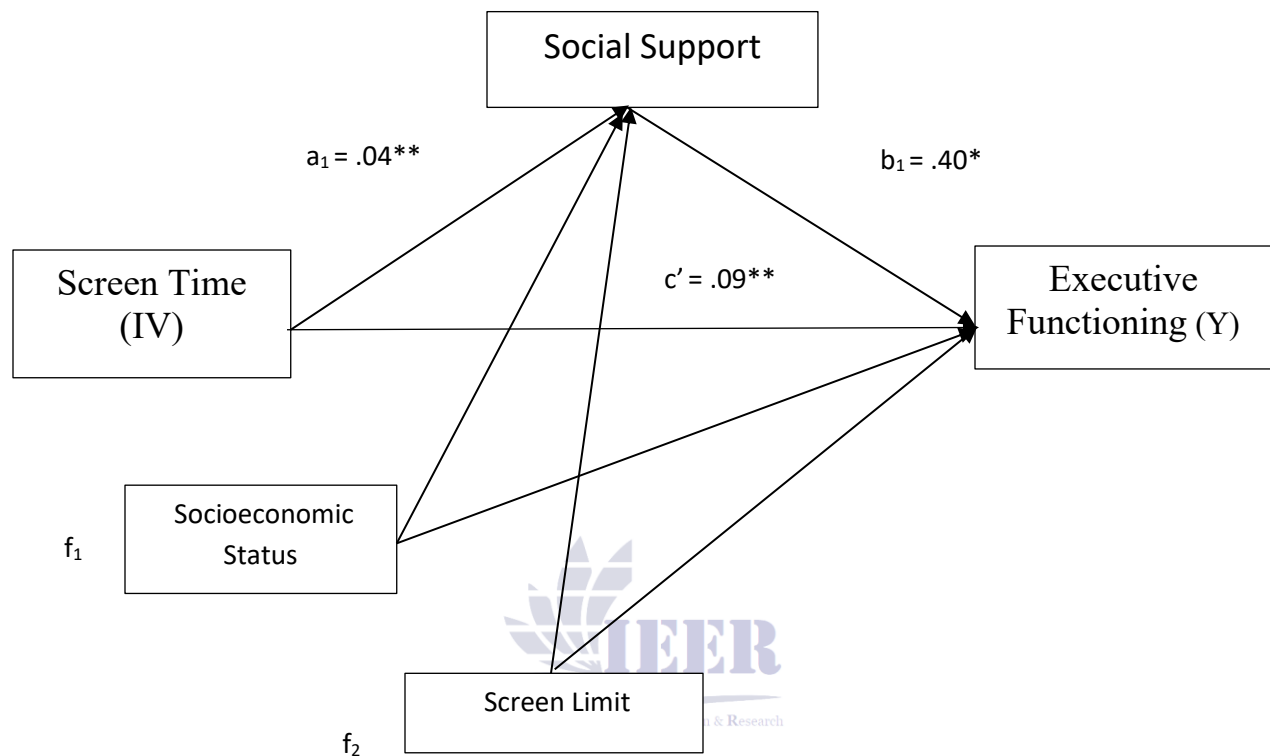 Social Support
a₁ = .04**
b₁ = .40*
Screen Time
(IV)
c’ = .09**
Executive
Functioning (Y)
Socioeconomic
Status
f₁
IEER
Screen Limit
& Research
f₂